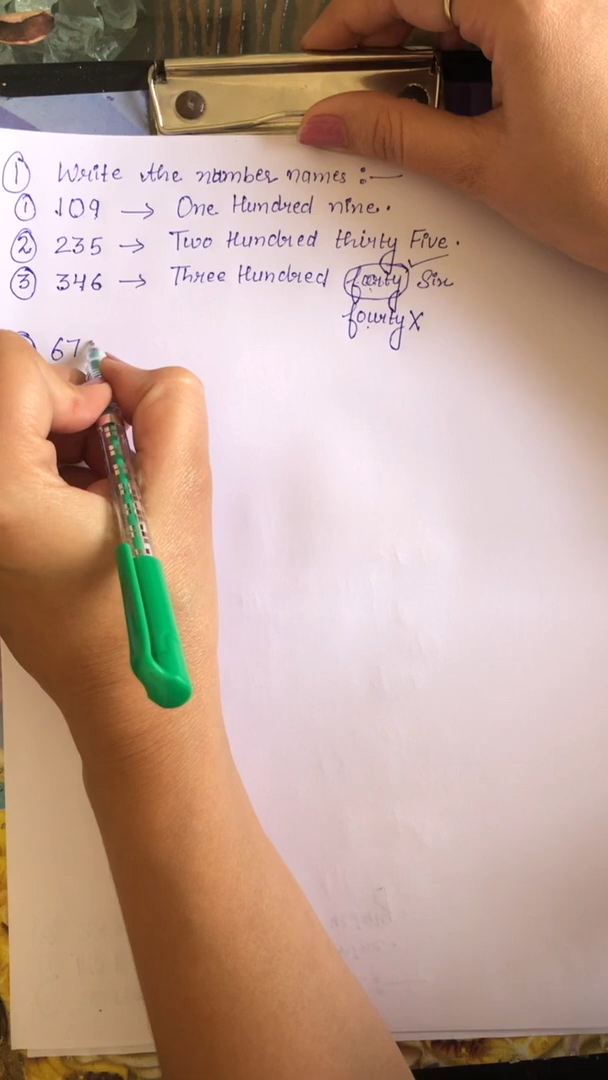 ① Write the number names :—
① 109 → One Hundred nine.
② 235 → Two Hundred thirty Five.
③ 346 → Three Hundred forty ✓ Six
fourty X
67